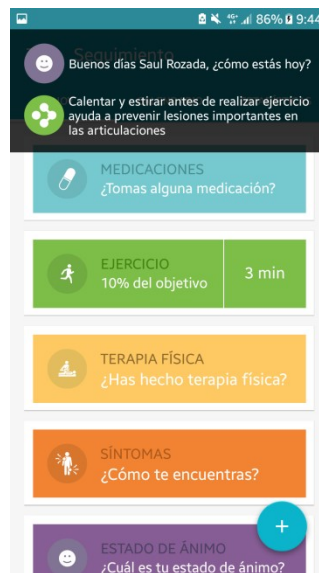 86% 9:44
Seguimiento
Buenos días Saul Rozada, ¿cómo estás hoy?
Calentar y estirar antes de realizar ejercicio
ayuda a prevenir lesiones importantes en
las articulaciones
MEDICACIONES
¿Tomas alguna medicación?
EJERCICIO
10% del objetivo
3 min
TERAPIA FÍSICA
¿Has hecho terapia física?
SÍNTOMAS
¿Cómo te encuentras?
+
ESTADO DE ÁNIMO
¿Cuál es tu estado de ánimo?